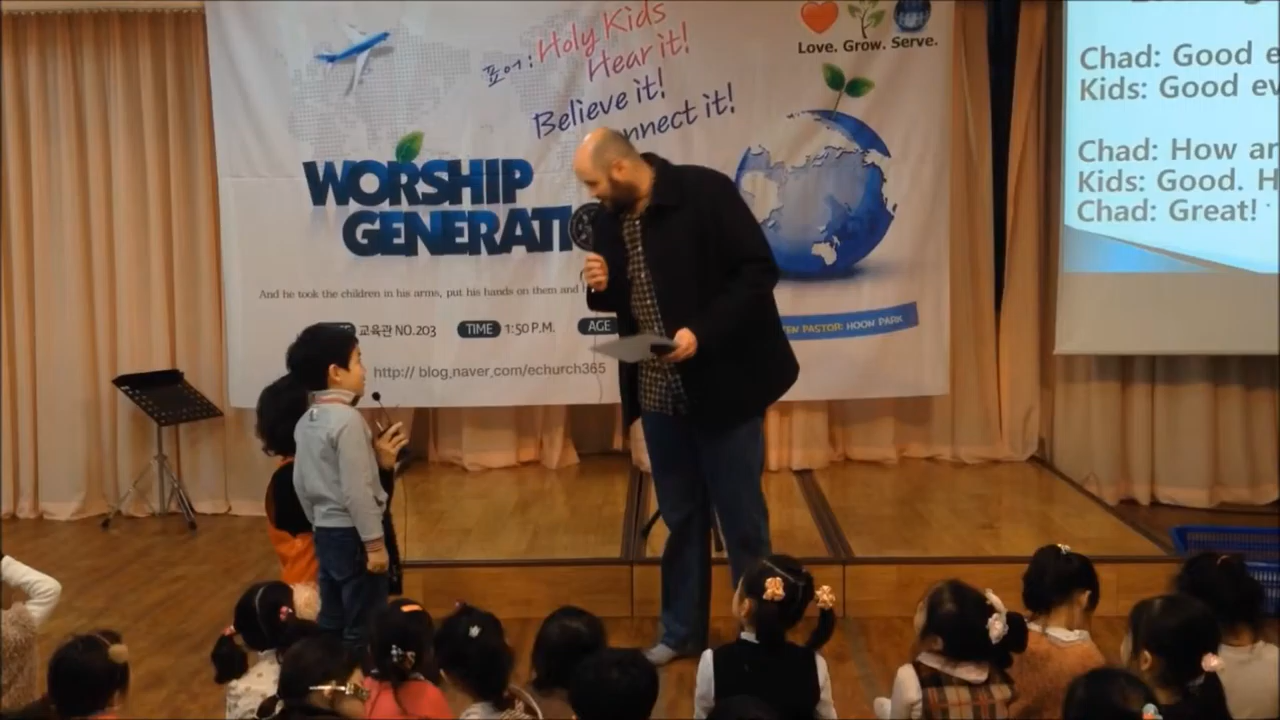 표어: Holy Kids
Hear it!
Believe it!
nnect it!
Love. Grow. Serve.
WORSHIP
GENERATI
And he took the children in his arms, put his hands on them and
교육관 NO.203
TIME 1:50 P.M.
AGE
http:// blog.naver.com/echurch365
EN PASTOR: HOON PARK
Chad: Good e
Kids: Good ev
Chad: How ar
Kids: Good. H
Chad: Great!